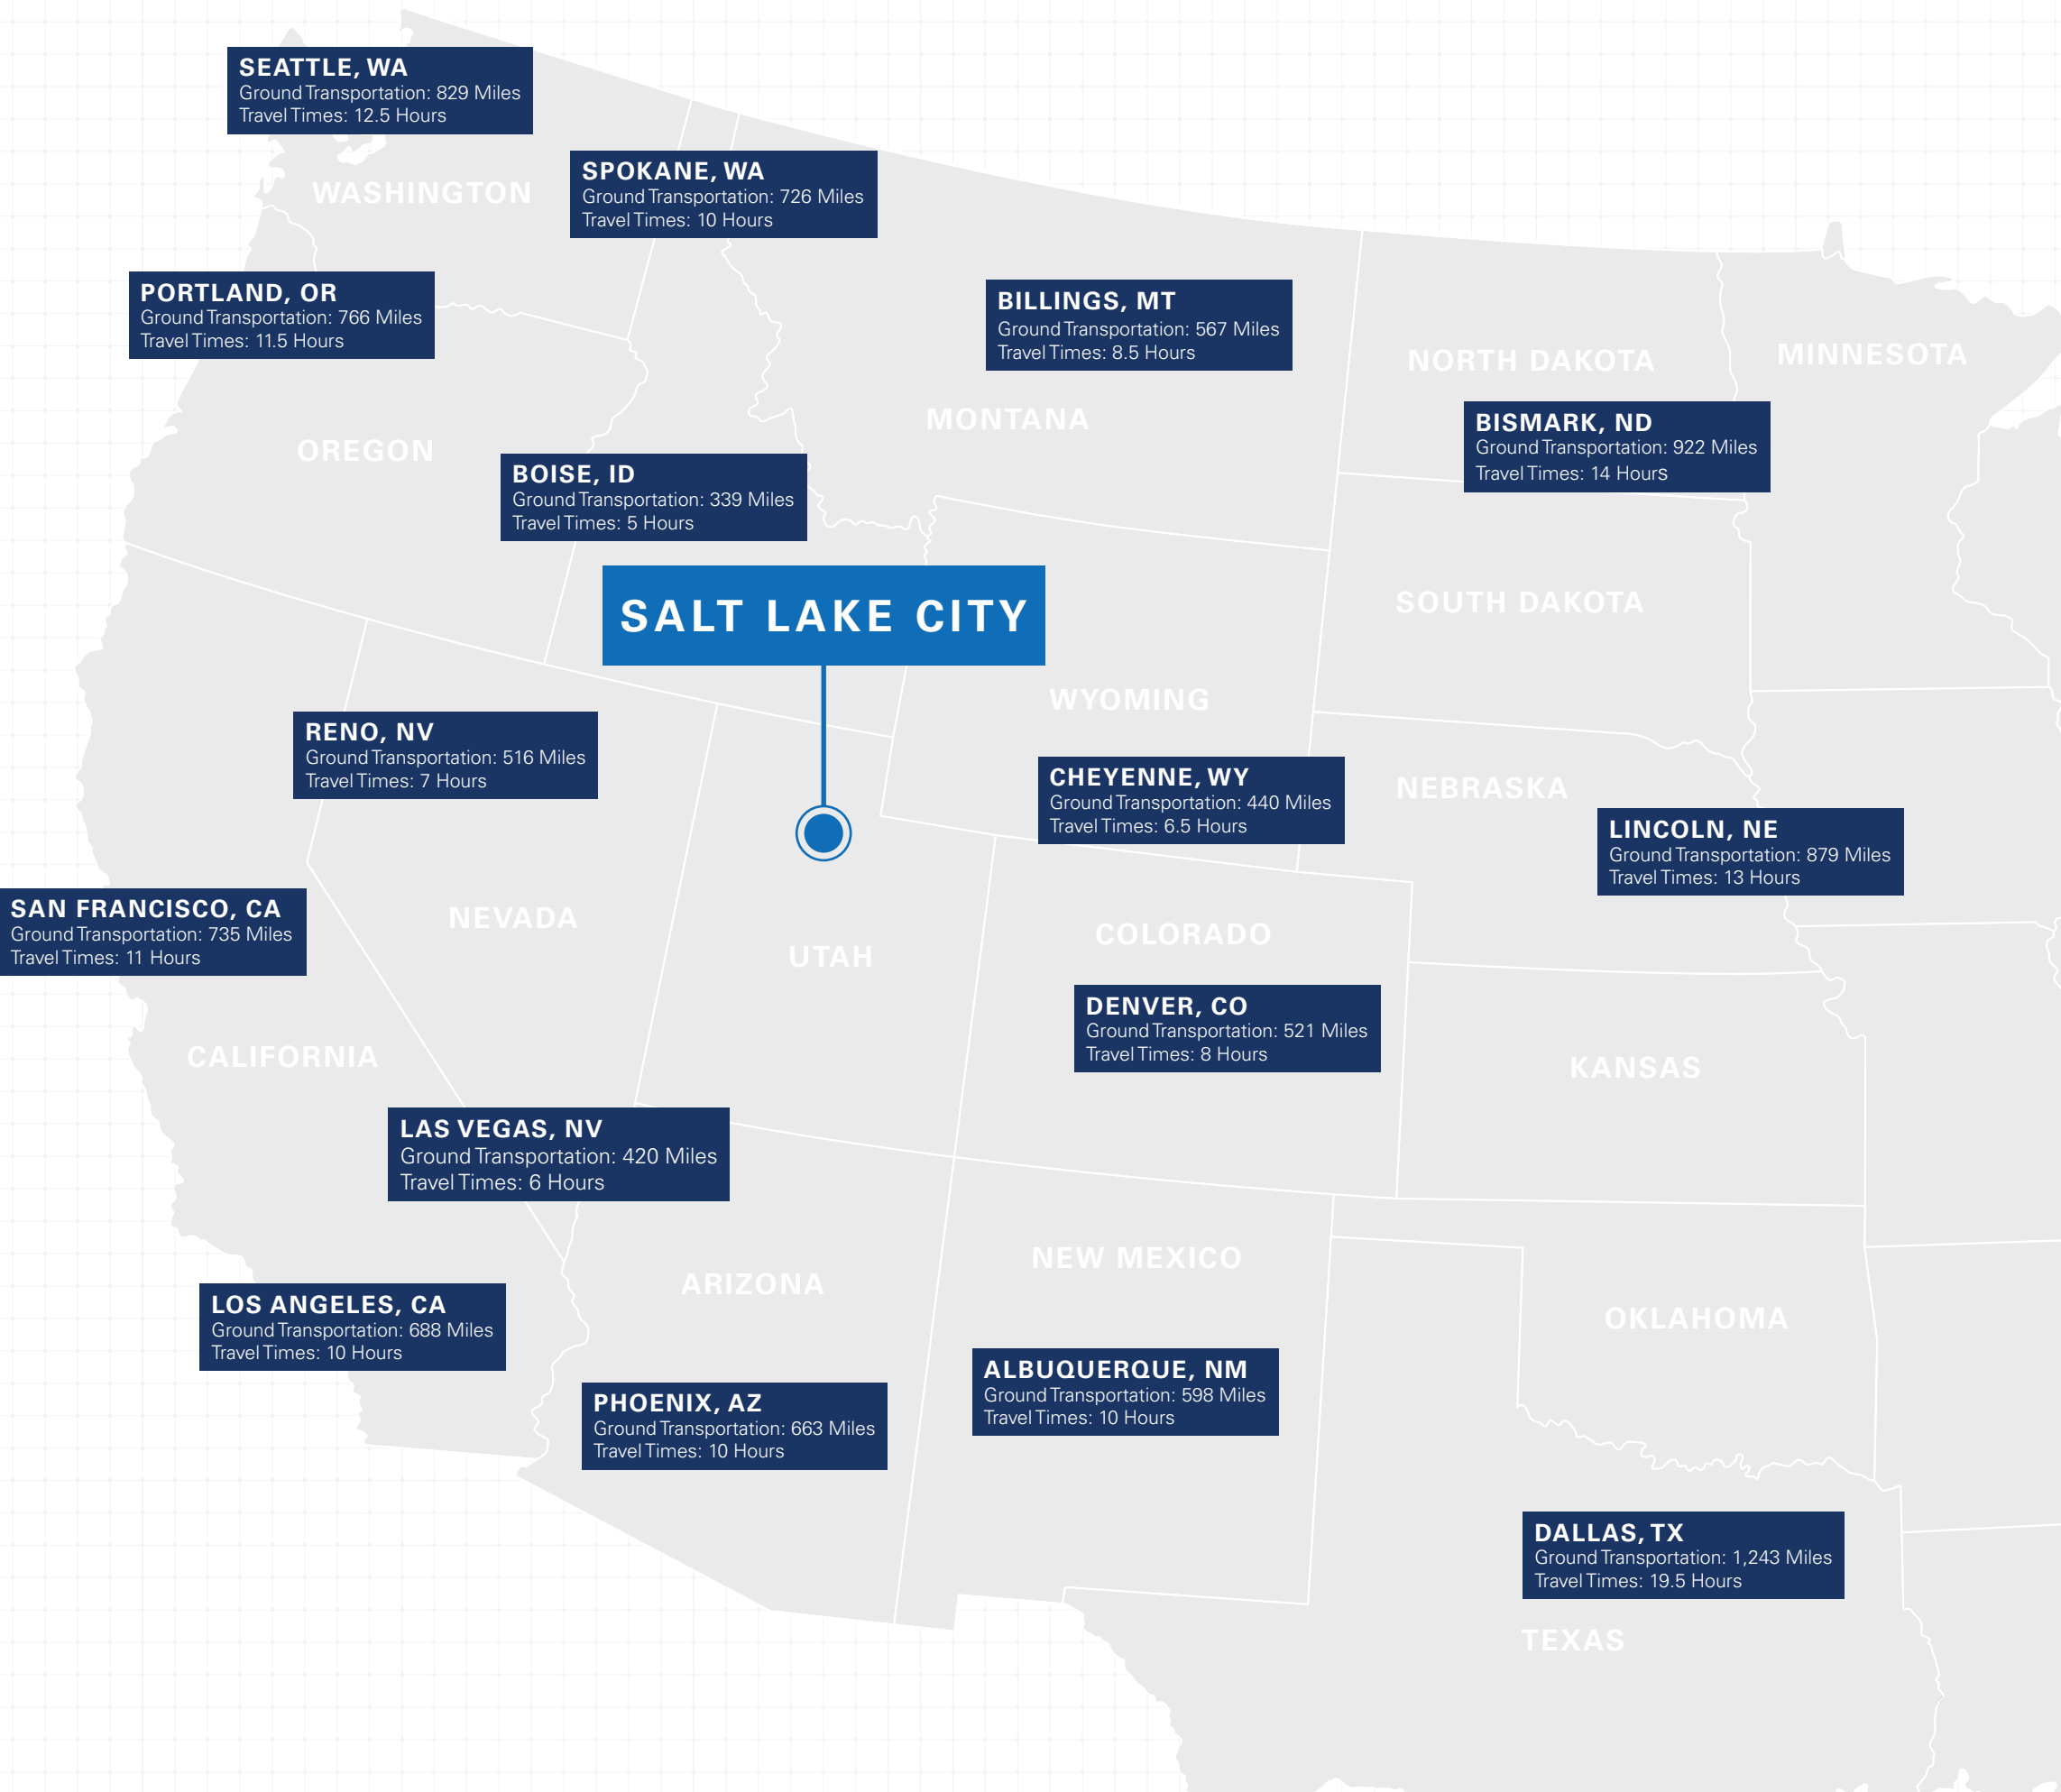 SEATTLE, WA
Ground Transportation: 829 Miles
Travel Times: 12.5 Hours
WASHINGTON
SPOKANE, WA
Ground Transportation: 726 Miles
Travel Times: 10 Hours
PORTLAND, OR
Ground Transportation: 766 Miles
Travel Times: 11.5 Hours
BILLINGS, MT
Ground Transportation: 567 Miles
Travel Times: 8.5 Hours
NORTH DAKOTA
MINNESOTA
MONTANA
BISMARK, ND
Ground Transportation: 922 Miles
Travel Times: 14 Hours
OREGON
BOISE, ID
Ground Transportation: 339 Miles
Travel Times: 5 Hours
SALT LAKE CITY
SOUTH DAKOTA
WYOMING
RENO, NV
Ground Transportation: 516 Miles
Travel Times: 7 Hours
CHEYENNE, WY
Ground Transportation: 440 Miles
Travel Times: 6.5 Hours
NEBRASKA
LINCOLN, NE
Ground Transportation: 879 Miles
Travel Times: 13 Hours
SAN FRANCISCO, CA
Ground Transportation: 735 Miles
Travel Times: 11 Hours
NEVADA
UTAH
COLORADO
DENVER, CO
Ground Transportation: 521 Miles
Travel Times: 8 Hours
CALIFORNIA
KANSAS
LAS VEGAS, NV
Ground Transportation: 420 Miles
Travel Times: 6 Hours
NEW MEXICO
ARIZONA
LOS ANGELES, CA
Ground Transportation: 688 Miles
Travel Times: 10 Hours
OKLAHOMA
ALBUQUERQUE, NM
Ground Transportation: 598 Miles
Travel Times: 10 Hours
PHOENIX, AZ
Ground Transportation: 663 Miles
Travel Times: 10 Hours
DALLAS, TX
Ground Transportation: 1,243 Miles
Travel Times: 19.5 Hours
TEXAS